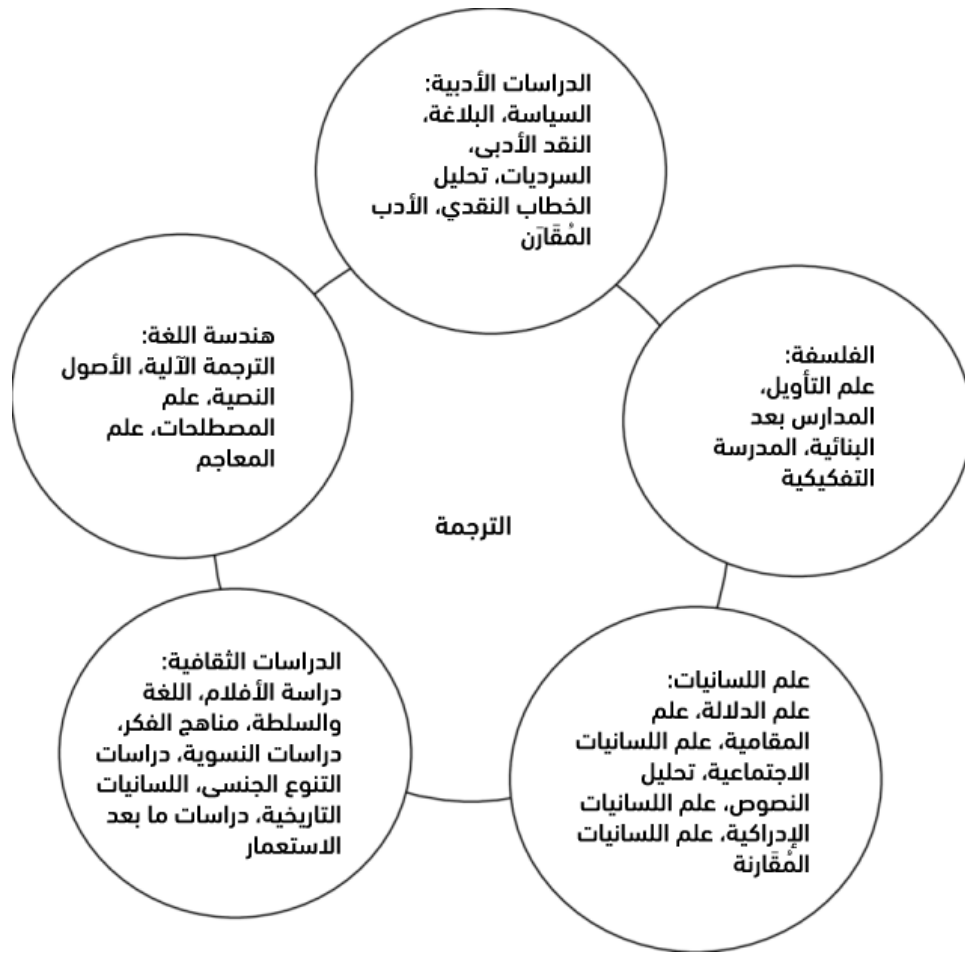 الدراسات الأدبية:
السياسة، البلاغة،
النقد الأدبى،
السرديات، تحليل
الخطاب النقدي، الأدب
المُقَارَن
هندسة اللغة:
الترجمة الآلية، الأصول
النصية، علم
المصطلحات، علم
المعاجم
الفلسفة:
علم التأويل،
المدارس بعد
البنائية، المدرسة
التفكيكية
الترجمة
الدراسات الثقافية:
دراسة الأفلام، اللغة
والسلطة، مناهج الفكر،
دراسات النسوية، دراسات
التنوع الجنسى، اللسانيات
التاريخية، دراسات ما بعد
الاستعمار
علم اللسانيات:
علم الدلالة، علم
المقامية، علم اللسانيات
الاجتماعية، تحليل
النصوص، علم اللسانيات
الإدراكية، علم اللسانيات
المُقَارنة